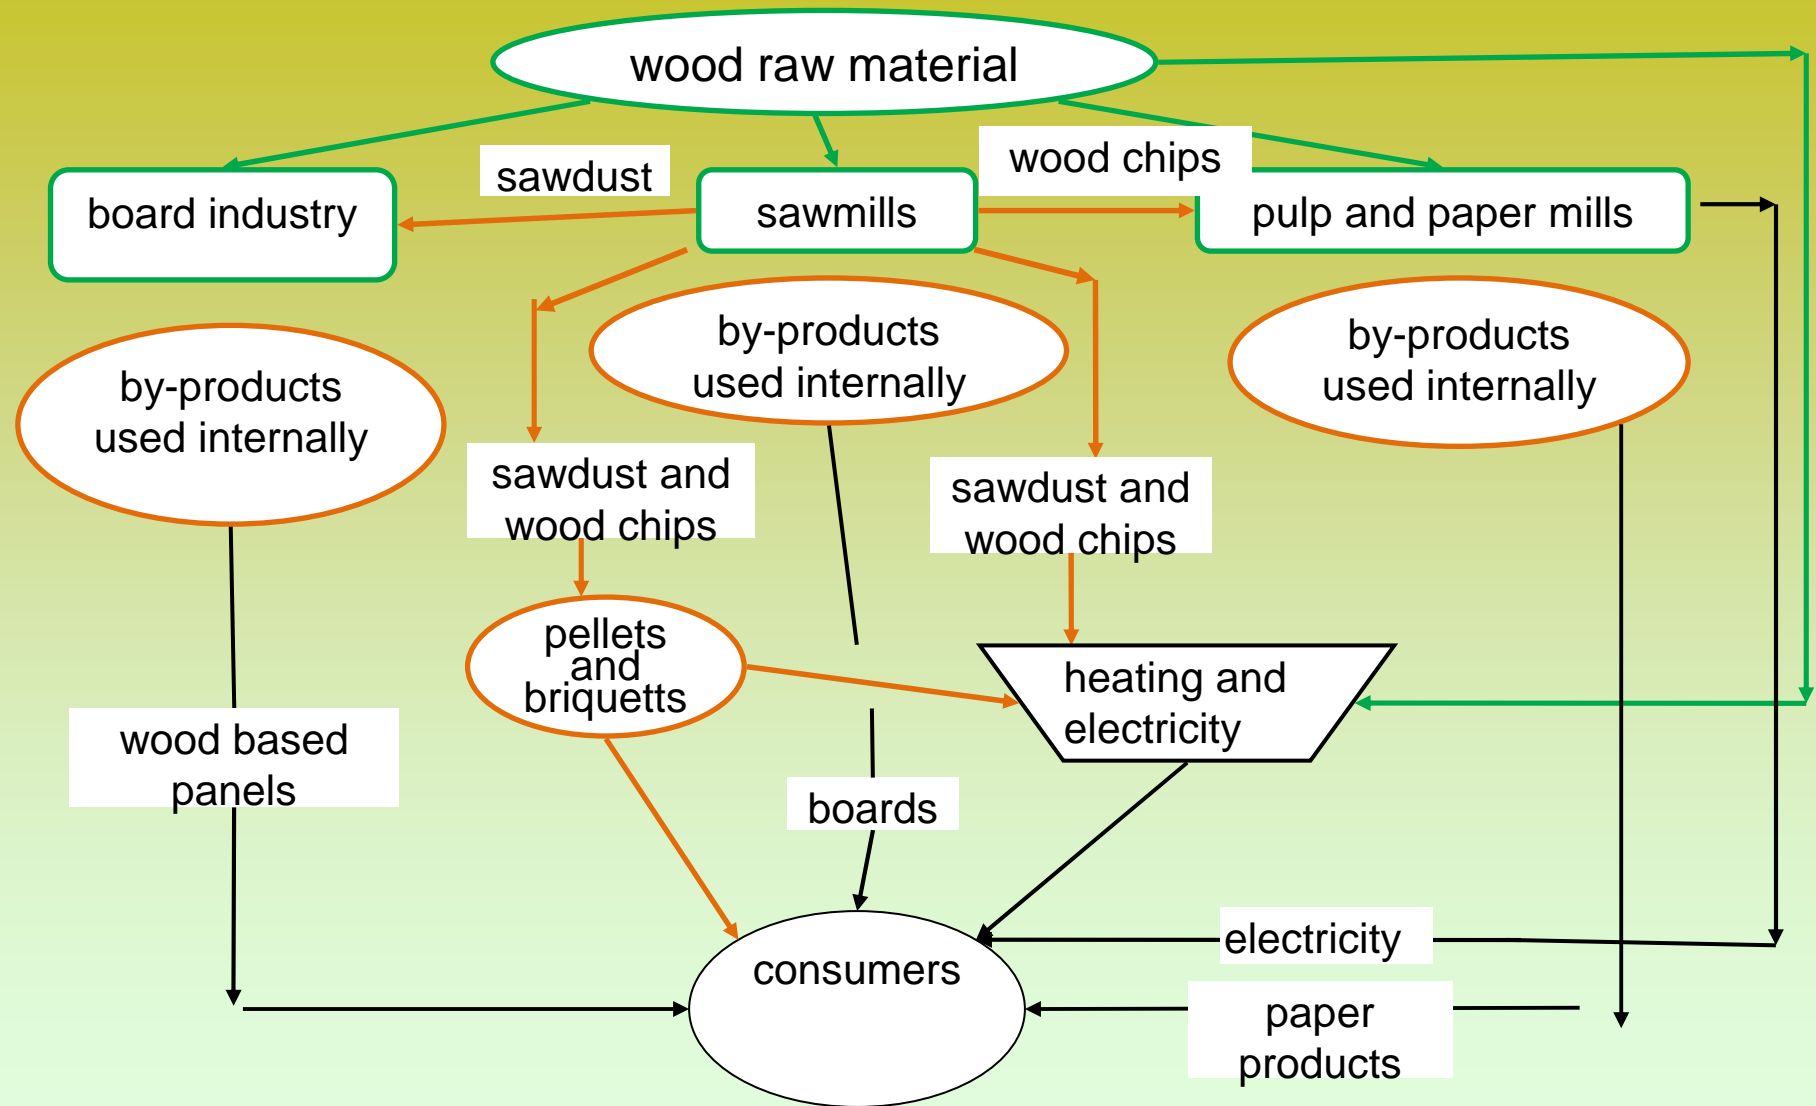 wood raw material
sawdust
wood chips
board industry
sawmills
pulp and paper mills
by-products
used internally
by-products
used internally
by-products
used internally
sawdust and
wood chips
sawdust and
wood chips
pellets
and
briquetts
heating and
electricity
wood based
panels
boards
electricity
consumers
paper
products